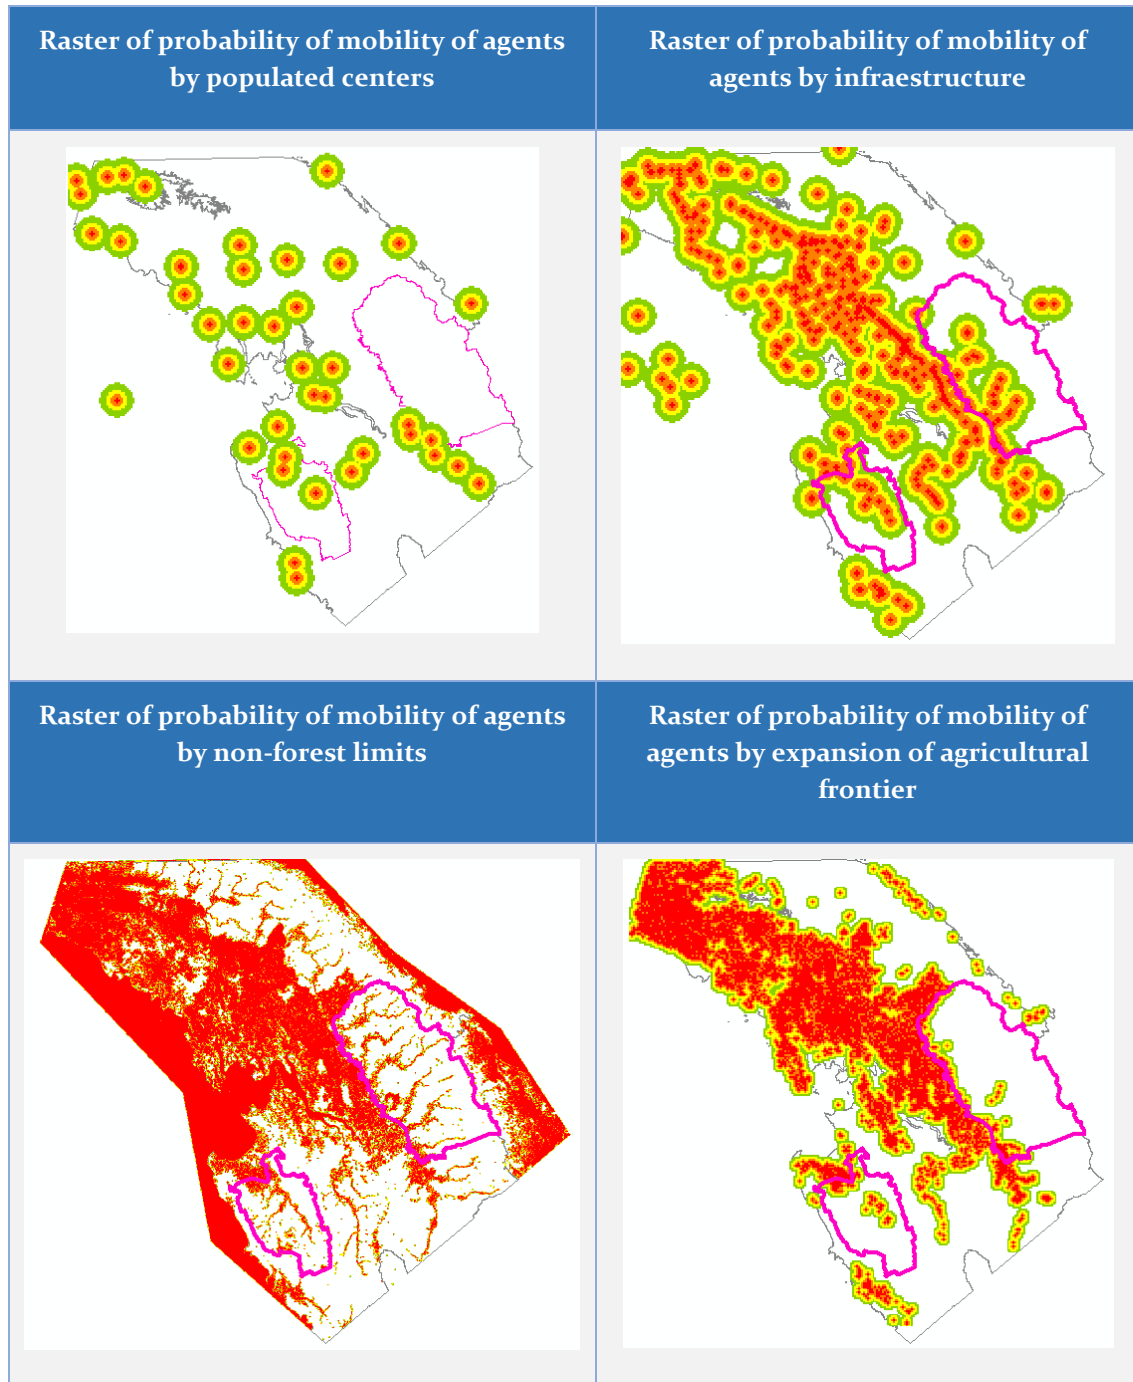 Raster of probability of mobility of agents
by populated centers
Raster of probability of mobility of
agents by infraestructure
Raster of probability of mobility of agents
by non-forest limits
Raster of probability of mobility of
agents by expansion of agricultural
frontier